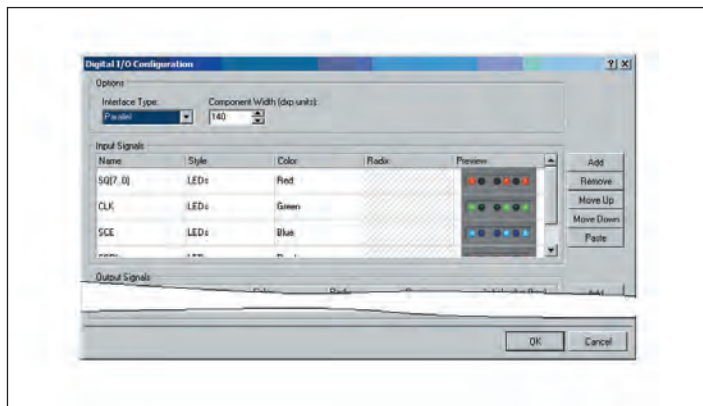 Digital I/O Configuration
Options
Interface Type:
Component Width (dxp units):
Parallel
140
Input Signals
Name Style Color Radix Preview
SQ[7..0] LEDs Red
CLK LEDs Green
SCE LEDs Blue
Add
Remove
Move Up
Move Down
Paste
Output Signals
OK Cancel